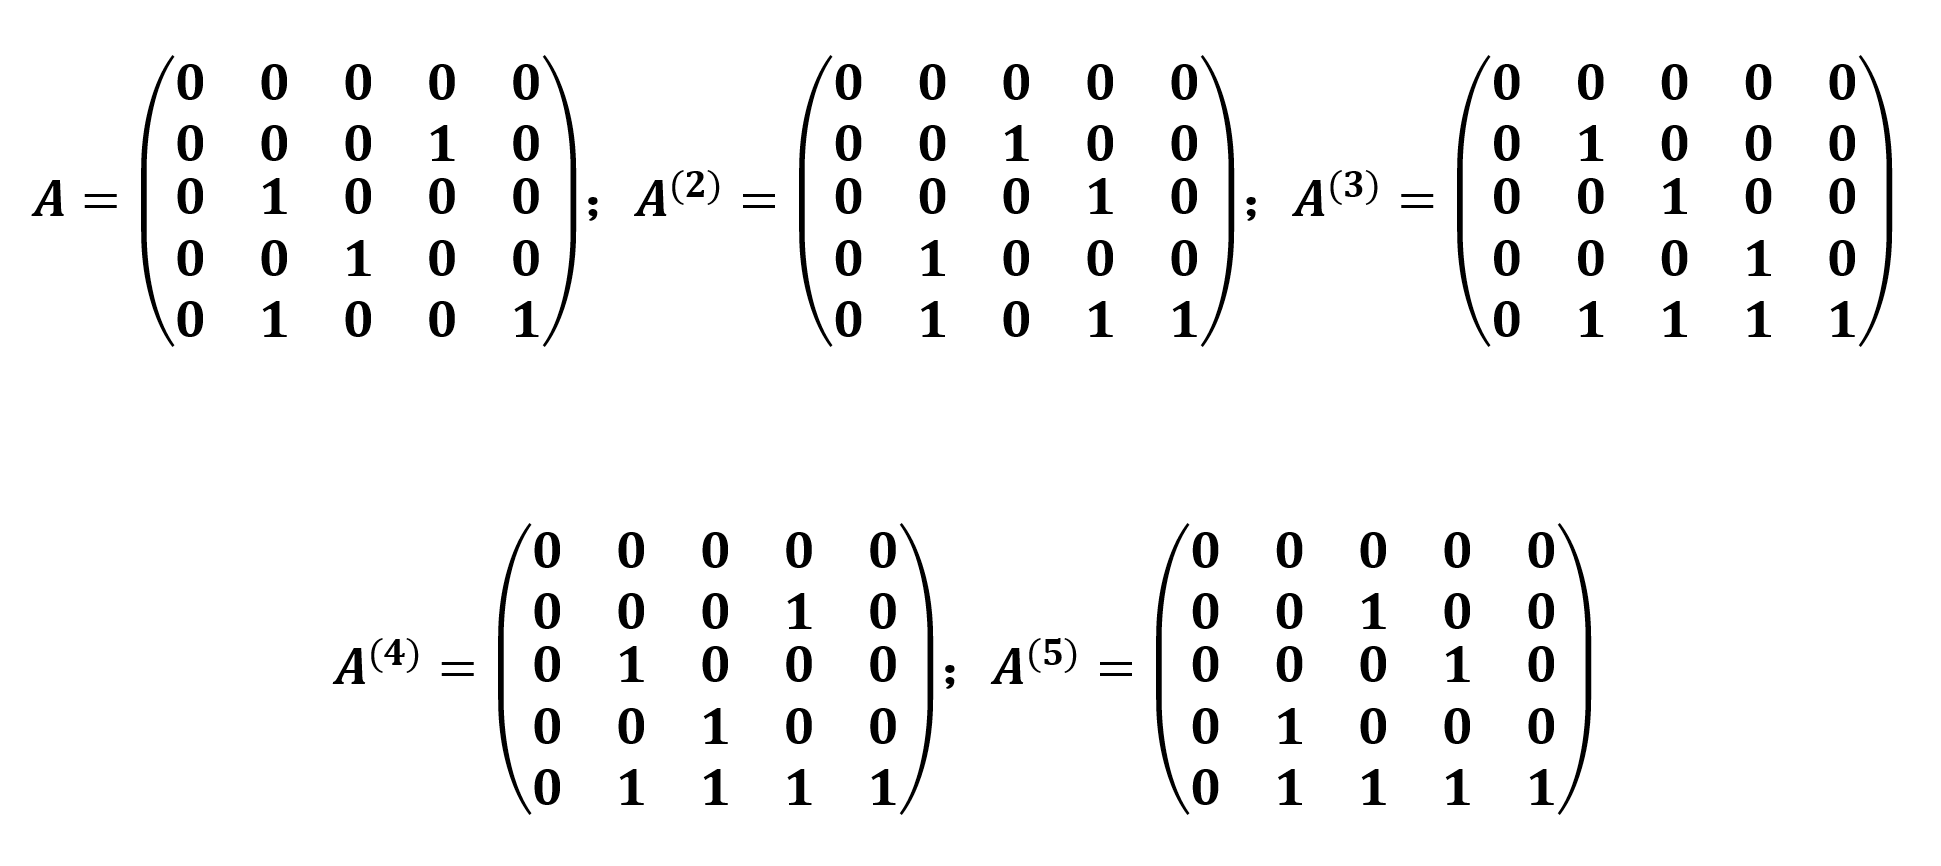 A = (0 0 0 0 0; A^(2) = (0 0 0 0 0; A^(3) = (0 0 0 0 0
0 0 0 1 0 0 0 1 0 0 0 1 0 0 0
0 1 0 0 0 0 0 0 1 0 0 0 1 0 0
0 0 1 0 0 0 1 0 0 0 0 0 0 1 0
0 1 0 0 1) 0 1 0 1 1) 0 1 1 1 1)
A^(4) = (0 0 0 0 0; A^(5) = (0 0 0 0 0
0 0 0 1 0 0 0 1 0 0
0 1 0 0 0 0 0 0 1 0
0 0 1 0 0 0 1 0 0 0
0 1 1 1 1) 0 1 1 1 1)